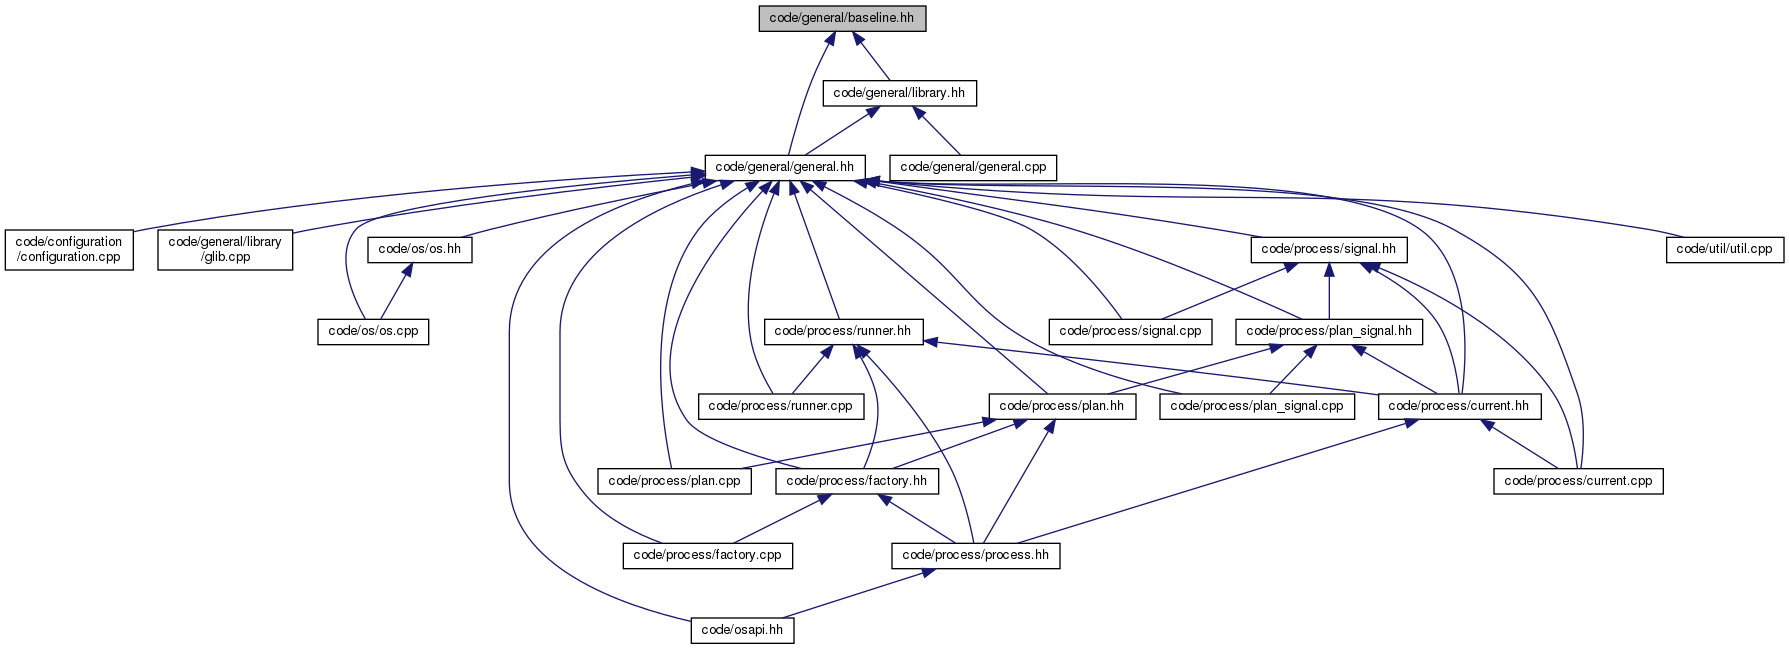 code/general/baseline.hh
code/general/library.hh
code/general/general.hh
code/general/general.cpp
code/configuration
/configuration.cpp
code/general/library
/glib.cpp
code/os/os.hh
code/process/signal.hh
code/util/util.cpp
code/os/os.cpp
code/process/runner.hh
code/process/signal.cpp
code/process/plan_signal.hh
code/process/runner.cpp
code/process/plan.hh
code/process/plan_signal.cpp
code/process/current.hh
code/process/plan.cpp
code/process/factory.hh
code/process/current.cpp
code/process/factory.cpp
code/process/process.hh
code/osapi.hh